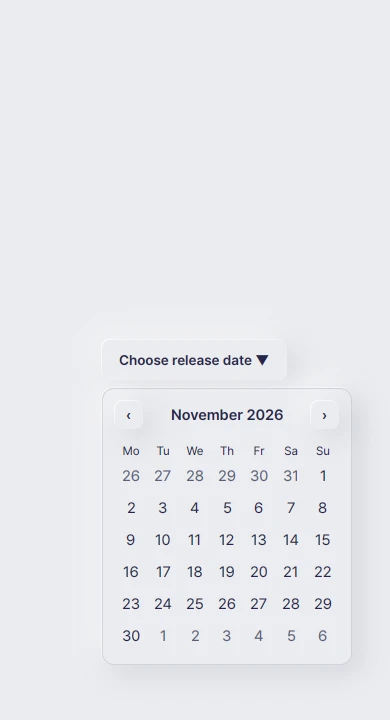 Choose release date ▼
‹ November 2026 ›
Mo Tu We Th Fr Sa Su
26 27 28 29 30 31 1
2 3 4 5 6 7 8
9 10 11 12 13 14 15
16 17 18 19 20 21 22
23 24 25 26 27 28 29
30 1 2 3 4 5 6